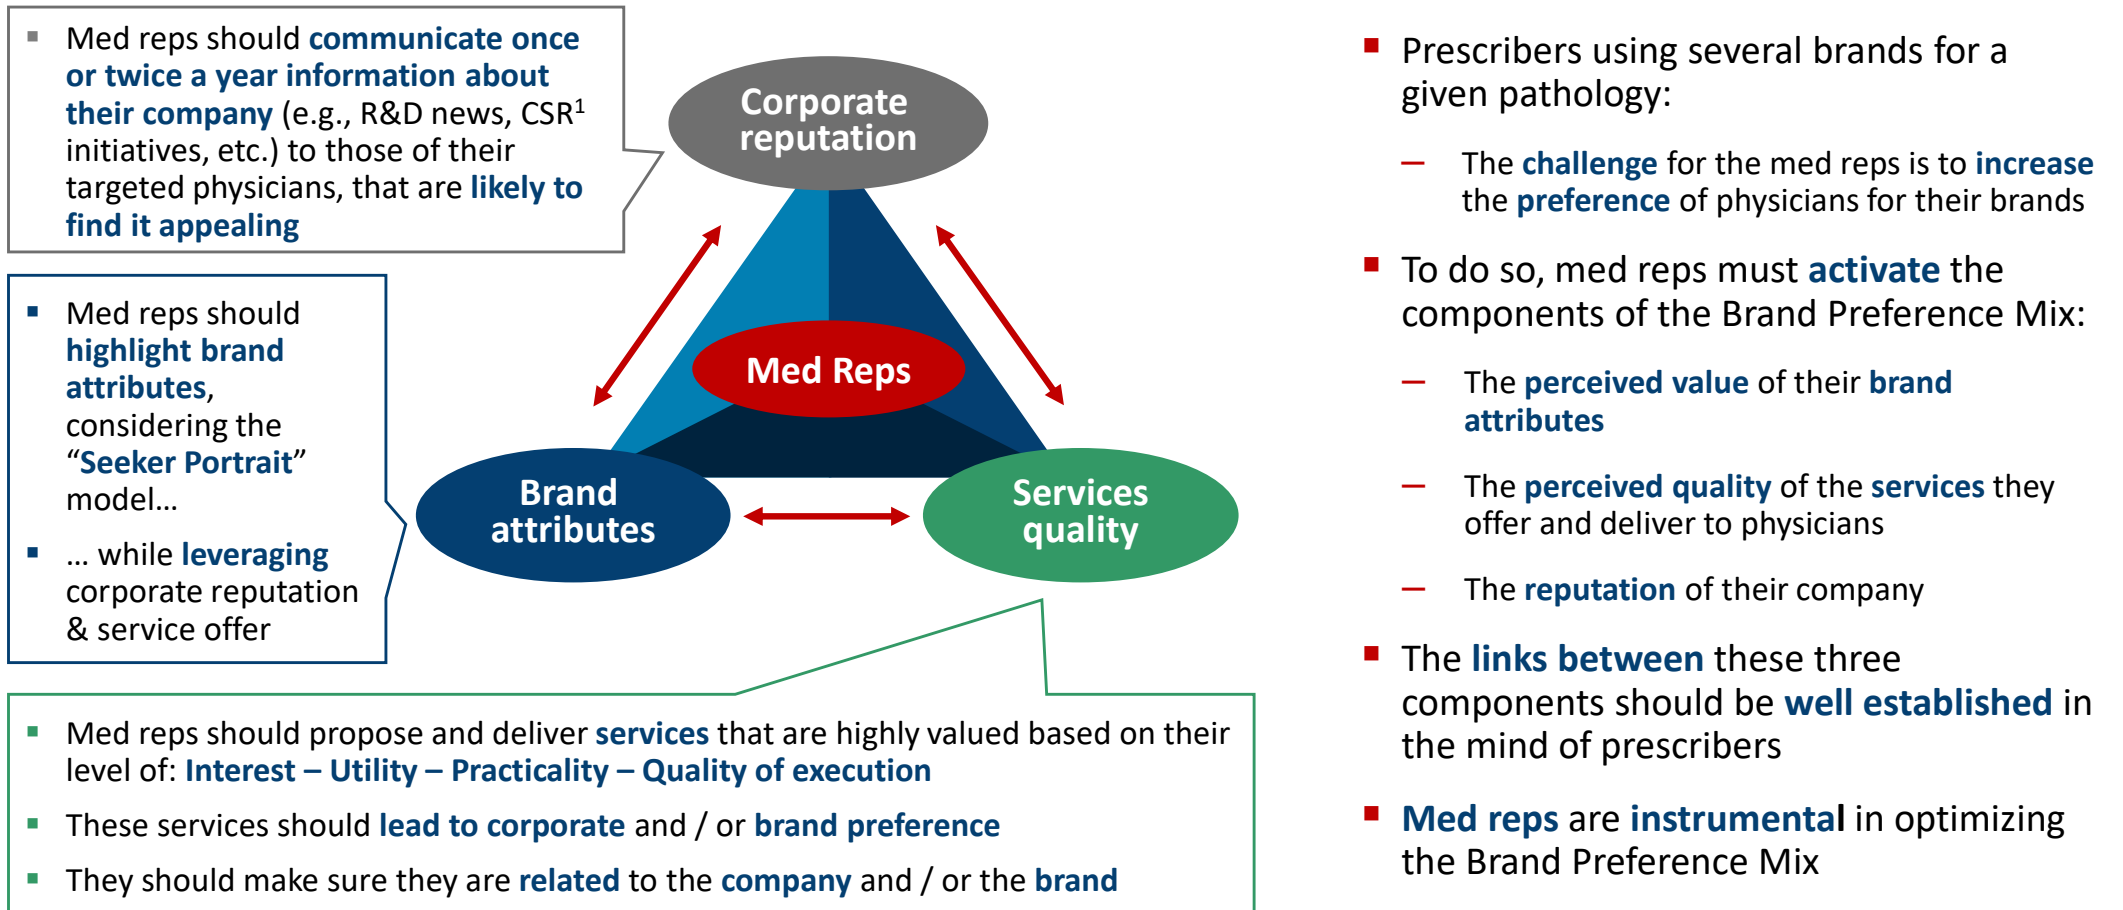 ▪ Med reps should communicate once
or twice a year information about
their company (e.g., R&D news, CSR¹
initiatives, etc.) to those of their
targeted physicians, that are likely to
find it appealing
Corporate
reputation
▪ Med reps should
highlight brand
attributes,
considering the
“Seeker Portrait”
model…
▪ … while leveraging
corporate reputation
& service offer
Med Reps
Brand
attributes
Services
quality
▪ Med reps should propose and deliver services that are highly valued based on their
level of: Interest – Utility – Practicality – Quality of execution
▪ These services should lead to corporate and / or brand preference
▪ They should make sure they are related to the company and / or the brand
▪ Prescribers using several brands for a
given pathology:
– The challenge for the med reps is to increase
the preference of physicians for their brands
▪ To do so, med reps must activate the
components of the Brand Preference Mix:
– The perceived value of their brand
attributes
– The perceived quality of the services they
offer and deliver to physicians
– The reputation of their company
▪ The links between these three
components should be well established in
the mind of prescribers
▪ Med reps are instrumental in optimizing
the Brand Preference Mix